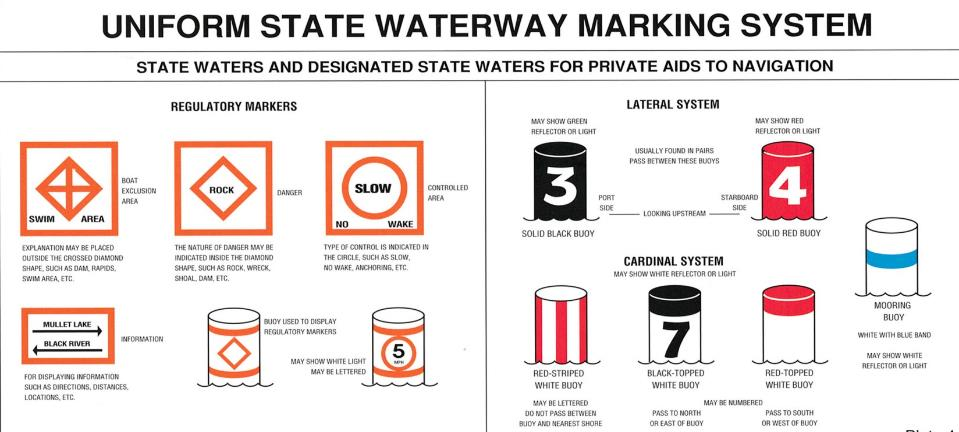 UNIFORM STATE WATERWAY MARKING SYSTEM
STATE WATERS AND DESIGNATED STATE WATERS FOR PRIVATE AIDS TO NAVIGATION
REGULATORY MARKERS
SWIM AREA
BOAT
EXCLUSION
AREA
EXPLANATION MAY BE PLACED
OUTSIDE THE CROSSED DIAMOND
SHAPE, SUCH AS DAM, RAPIDS,
SWIM AREA, ETC.
ROCK
DANGER
THE NATURE OF DANGER MAY BE
INDICATED INSIDE THE DIAMOND
SHAPE, SUCH AS ROCK, WRECK,
SHOAL, DAM, ETC.
SLOW
NO WAKE
CONTROLLED
AREA
TYPE OF CONTROL IS INDICATED IN
THE CIRCLE, SUCH AS SLOW,
NO WAKE, ANCHORING, ETC.
MULLET LAKE
BLACK RIVER
INFORMATION
FOR DISPLAYING INFORMATION
SUCH AS DIRECTIONS, DISTANCES,
LOCATIONS, ETC.
BUOY USED TO DISPLAY
REGULATORY MARKERS
MAY SHOW WHITE LIGHT
MAY BE LETTERED
5
MPH
LATERAL SYSTEM
MAY SHOW GREEN
REFLECTOR OR LIGHT
3
PORT
SIDE
SOLID BLACK BUOY
USUALLY FOUND IN PAIRS
PASS BETWEEN THESE BUOYS
LOOKING UPSTREAM
MAY SHOW RED
REFLECTOR OR LIGHT
4
STARBOARD
SIDE
SOLID RED BUOY
CARDINAL SYSTEM
MAY SHOW WHITE REFLECTOR OR LIGHT
RED-STRIPED
WHITE BUOY
MAY BE LETTERED
DO NOT PASS BETWEEN
BUOY AND NEAREST SHORE
7
BLACK-TOPPED
WHITE BUOY
RED-TOPPED
WHITE BUOY
MAY BE NUMBERED
PASS TO NORTH
OR EAST OF BUOY
PASS TO SOUTH
OR WEST OF BUOY
MOORING
BUOY
WHITE WITH BLUE BAND
MAY SHOW WHITE
REFLECTOR OR LIGHT